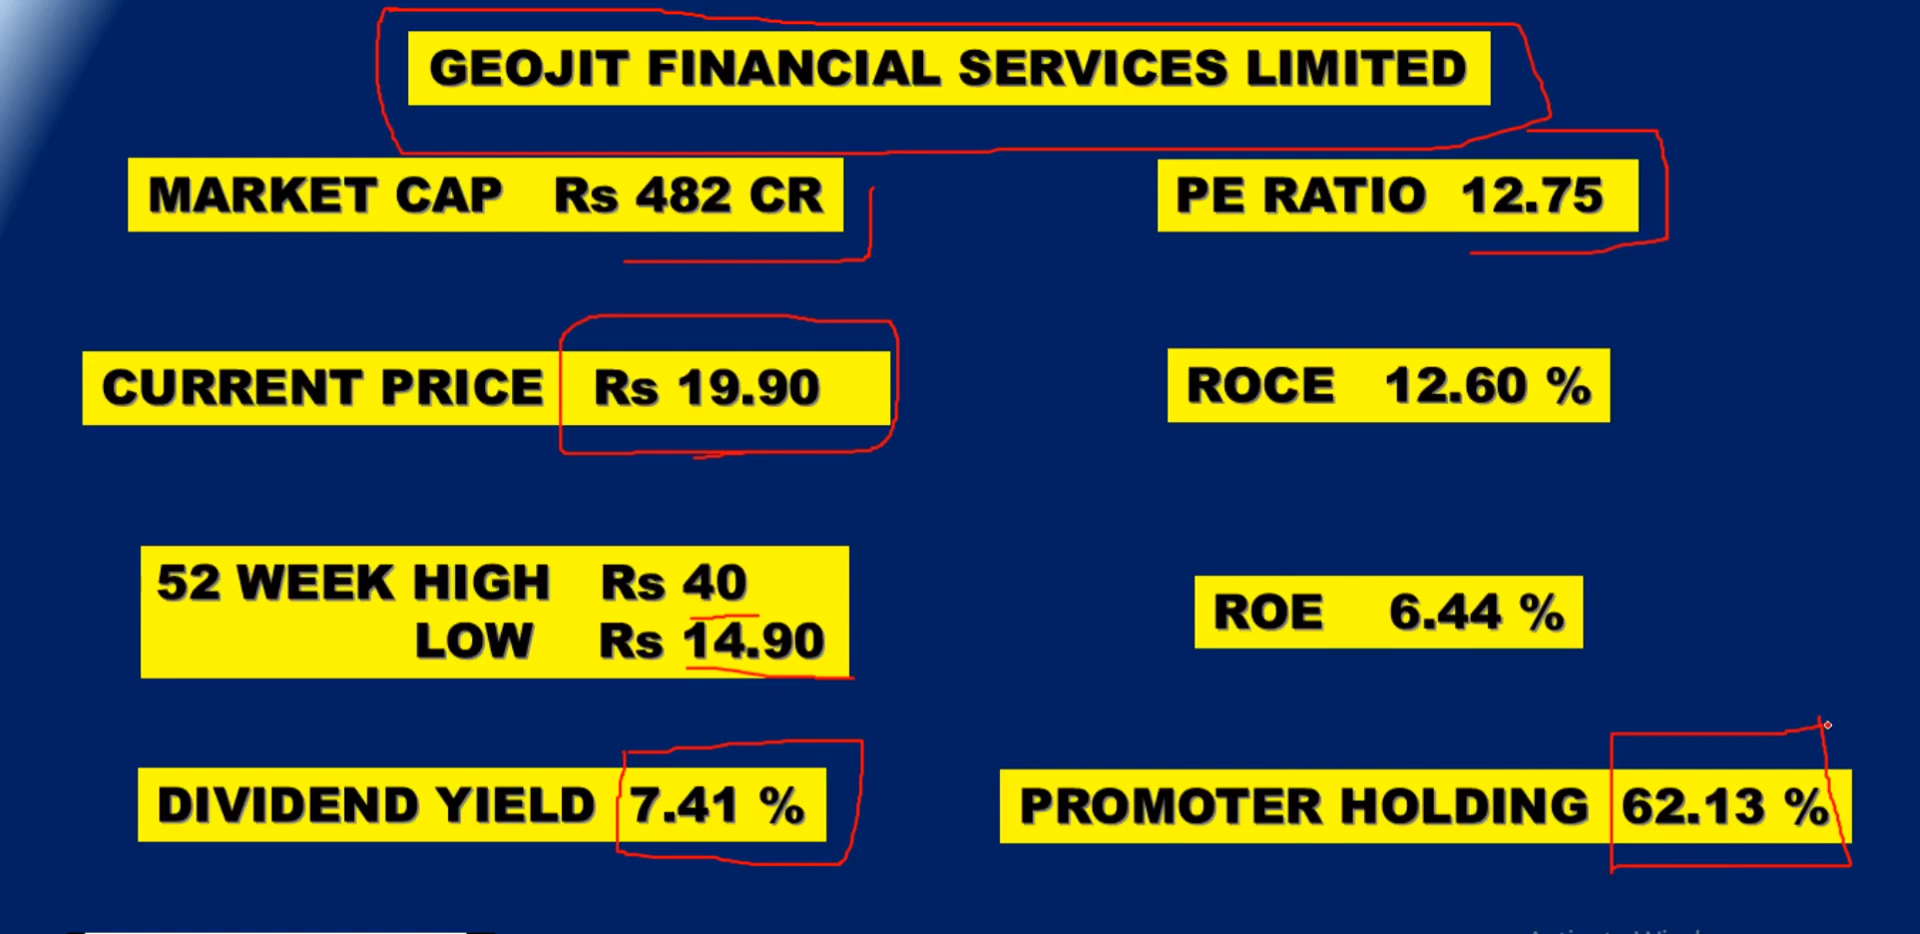 GEOJIT FINANCIAL SERVICES LIMITED
MARKET CAP Rs 482 CR
PE RATIO 12.75
CURRENT PRICE Rs 19.90
ROCE 12.60 %
52 WEEK HIGH Rs 40
LOW Rs 14.90
ROE 6.44 %
DIVIDEND YIELD 7.41 %
PROMOTER HOLDING 62.13 %